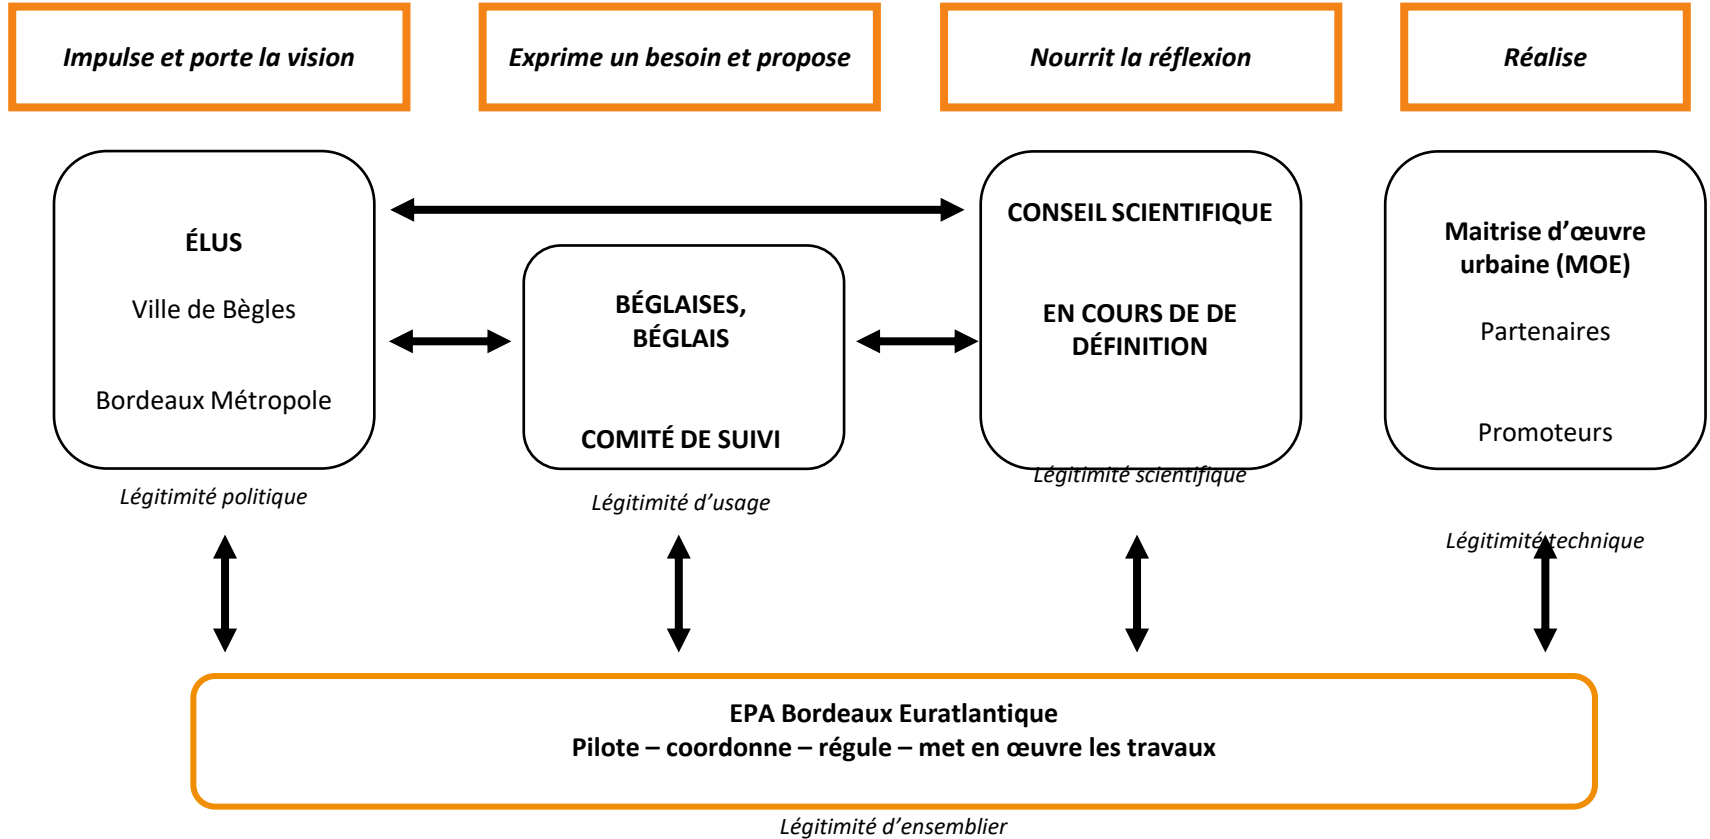 Impulse et porte la vision
Exprime un besoin et propose
Nourrit la réflexion
Réalise
ÉLUS
Ville de Bègles
Bordeaux Métropole
Légitimité politique
BÉGLAISES,
BÉGLAIS
COMITÉ DE SUIVI
Légitimité d’usage
CONSEIL SCIENTIFIQUE
EN COURS DE DE
DÉFINITION
Légitimité scientifique
Maitrise d’œuvre
urbaine (MOE)
Partenaires
Promoteurs
Légitimité technique
EPA Bordeaux Euratlantique
Pilote – coordonne – régule – met en œuvre les travaux
Légitimité d’ensemblier